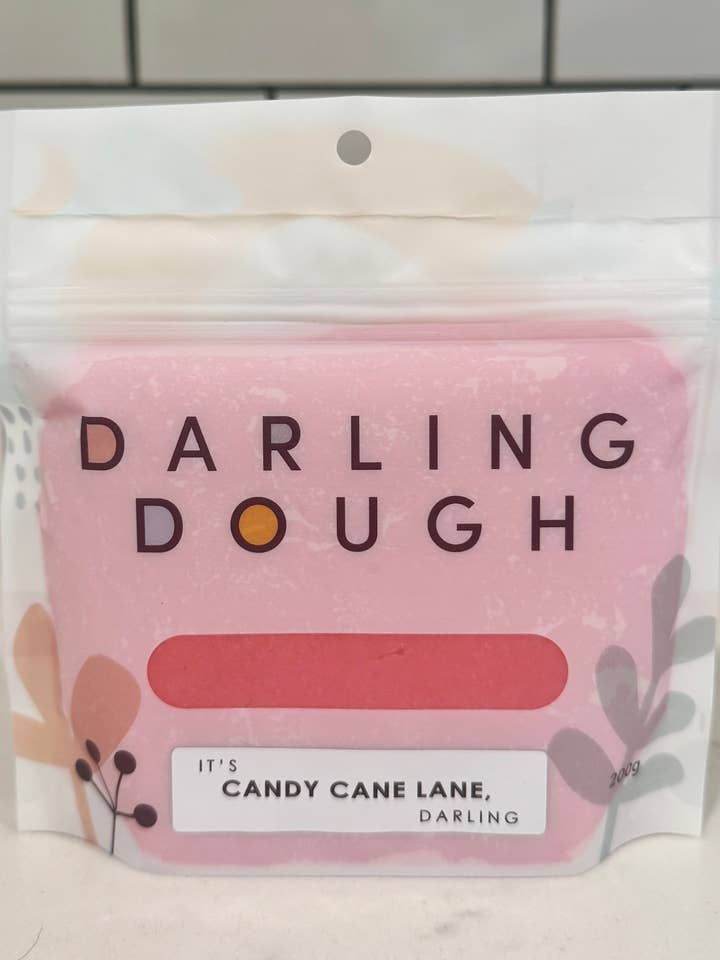 DARLING
DOUGH
IT'S
CANDY CANE LANE,
DARLING
200g